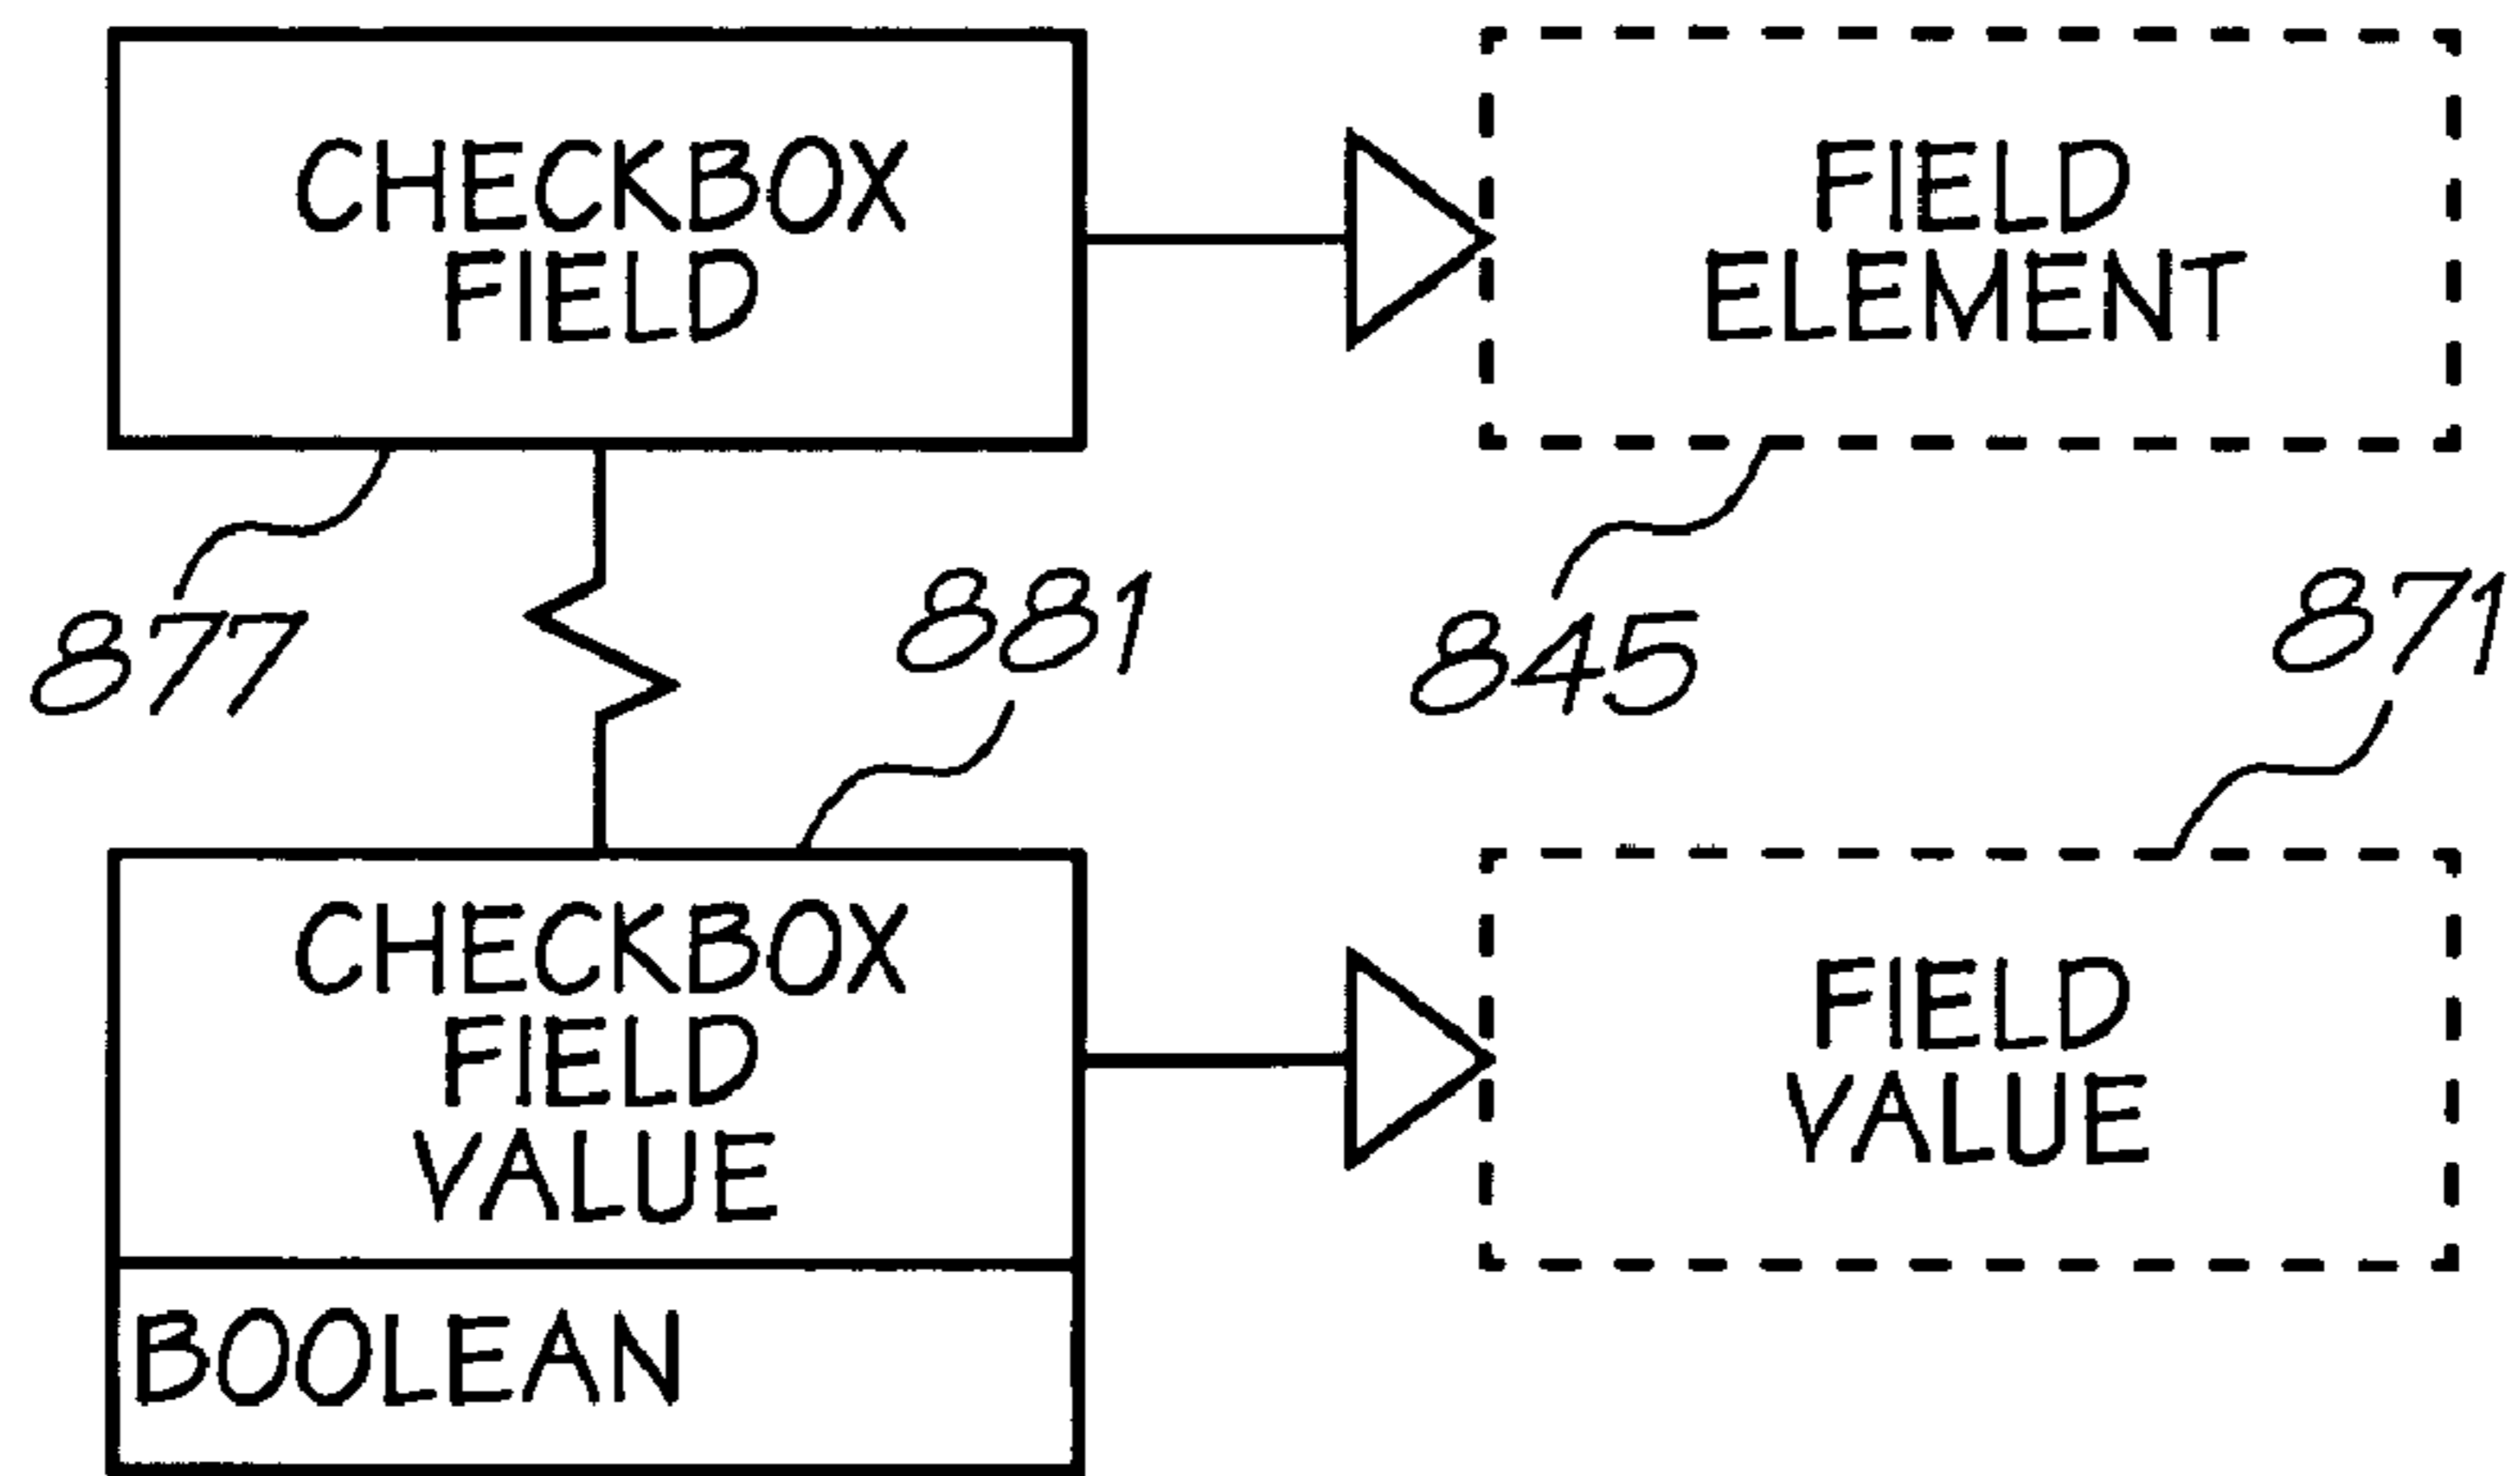 CHECKBOX
FIELD
FIELD
ELEMENT
877
881
845
871
CHECKBOX
FIELD
VALUE
BOOLEAN
FIELD
VALUE